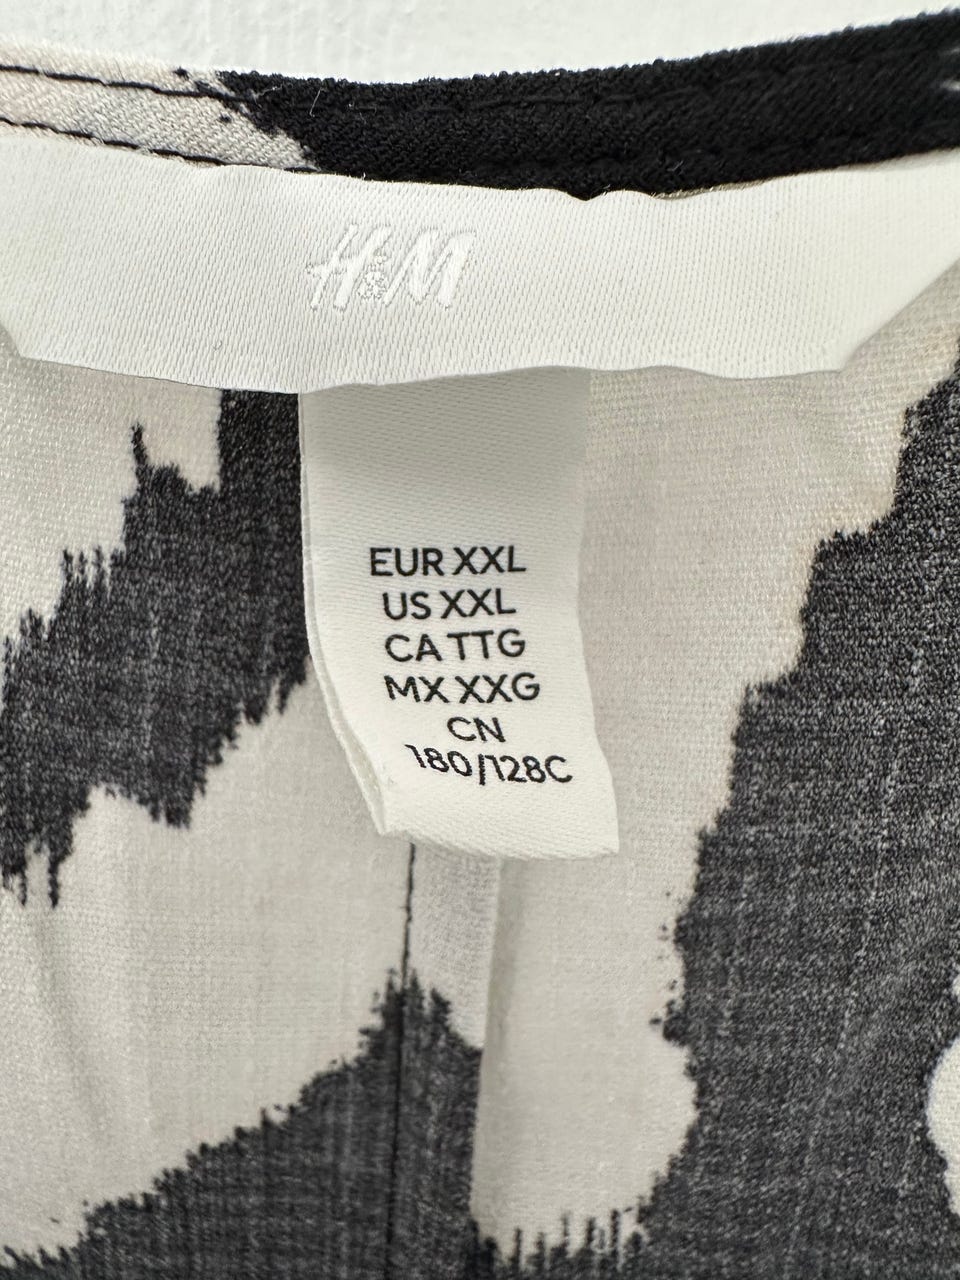 H&M
EUR XXL
US XXL
CA TTG
MX XXG
CN
180/128C